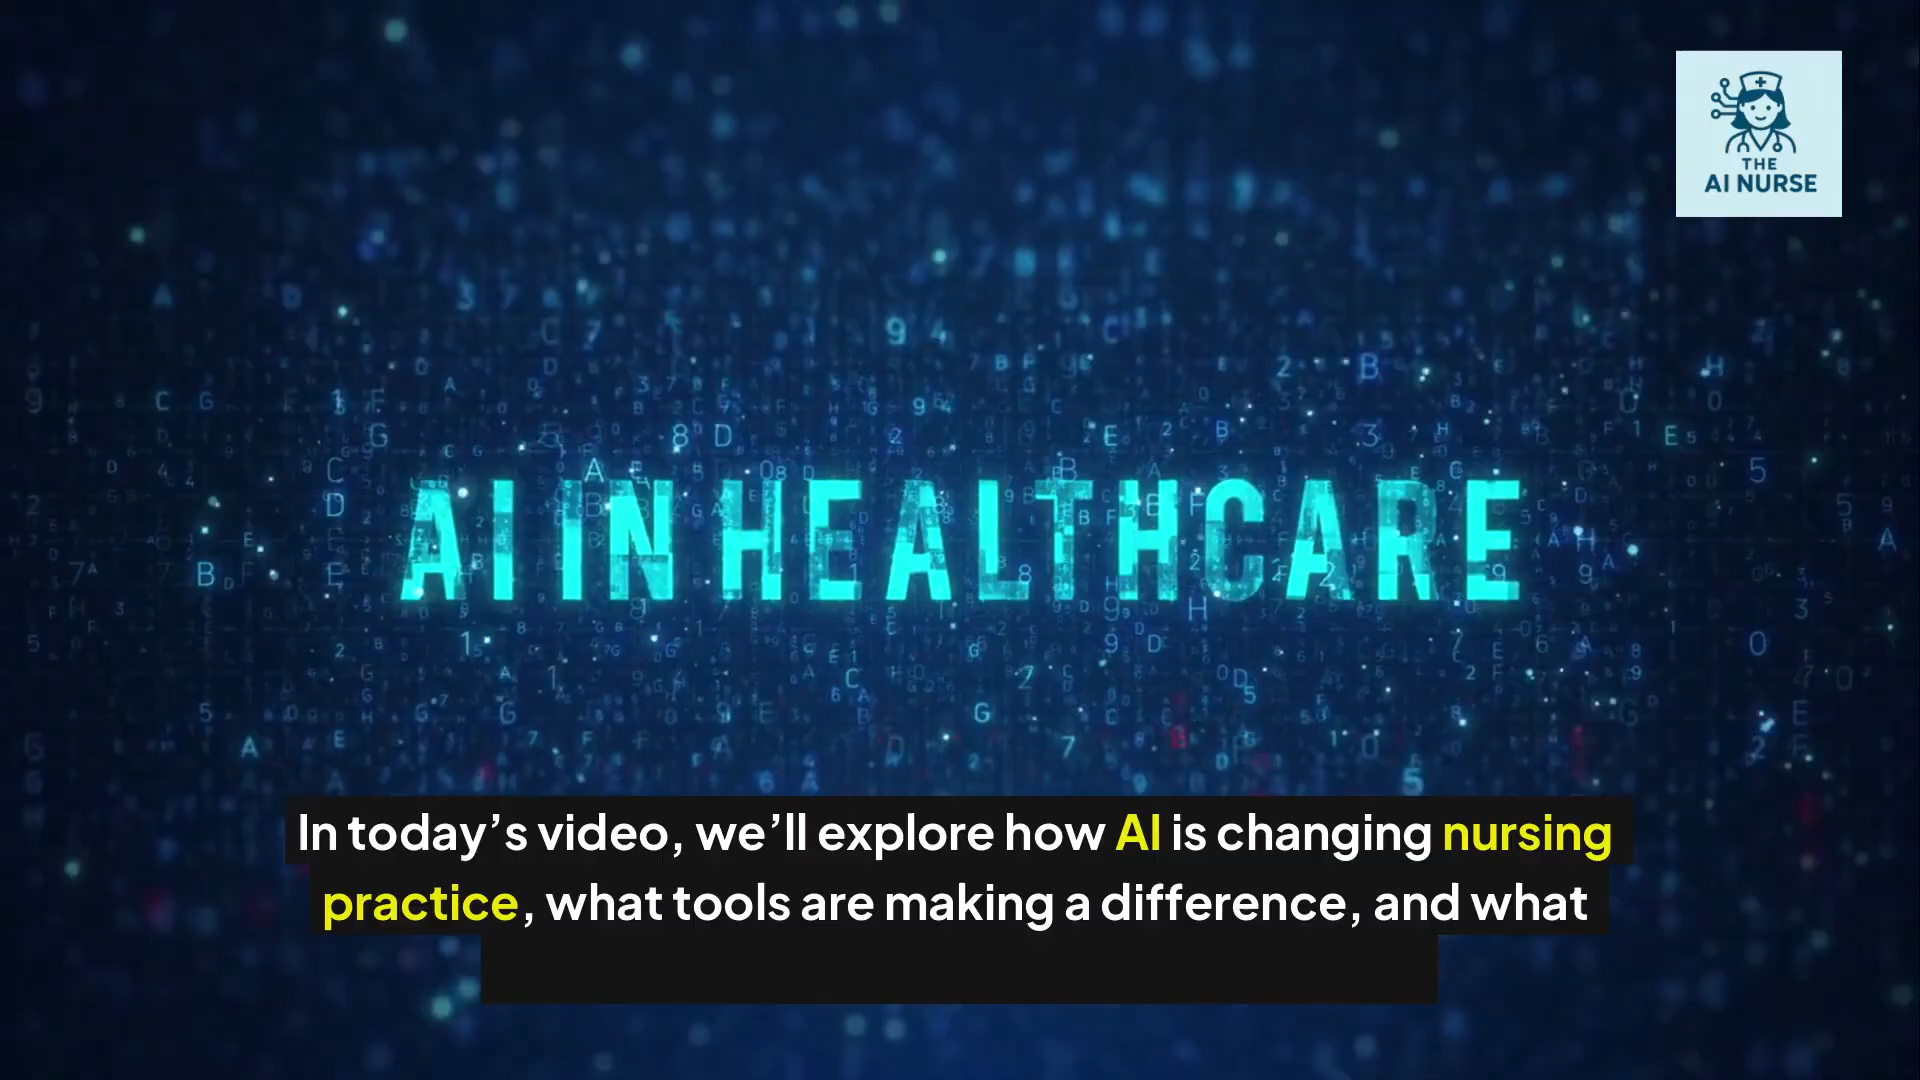 THE
AI NURSE
AI IN HEALTHCARE
In today’s video, we’ll explore how AI is changing nursing
practice, what tools are making a difference, and what